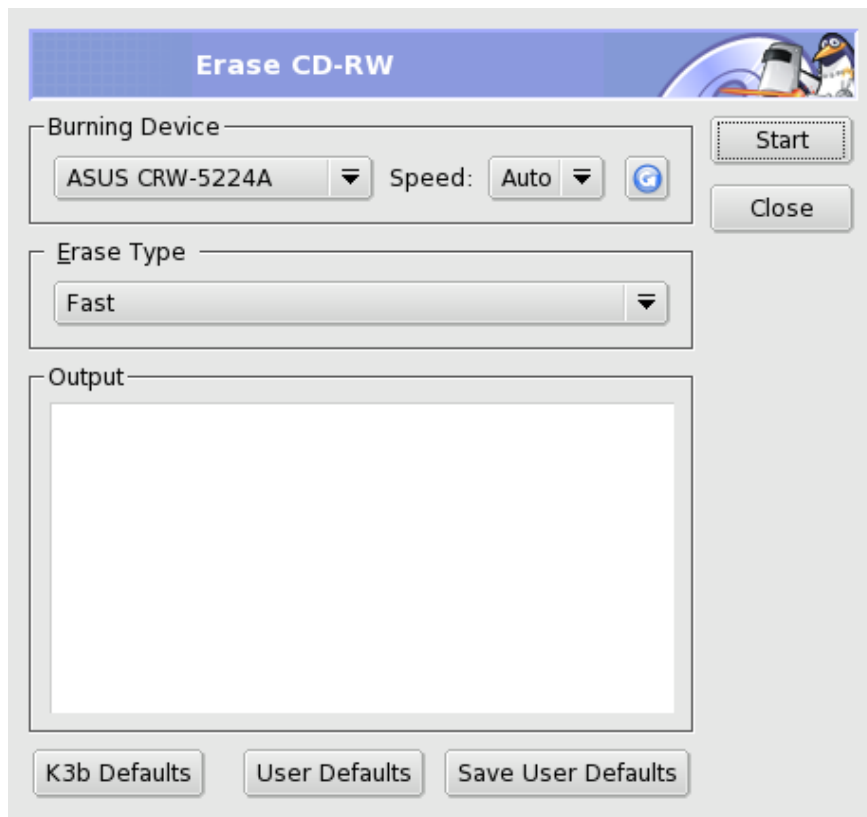 Erase CD-RW
Burning Device
ASUS CRW-5224A
Speed:
Auto
Start
Close
Erase Type
Fast
Output
K3b Defaults
User Defaults
Save User Defaults